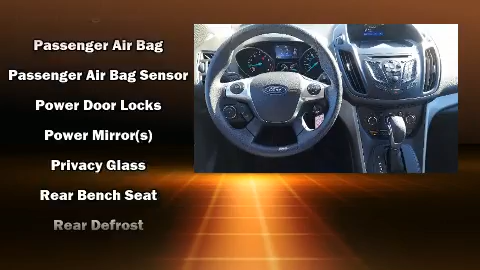 Passenger Air Bag
Passenger Air Bag Sensor
Power Door Locks
Power Mirror(s)
Privacy Glass
Rear Bench Seat
Rear Defrost
Ford